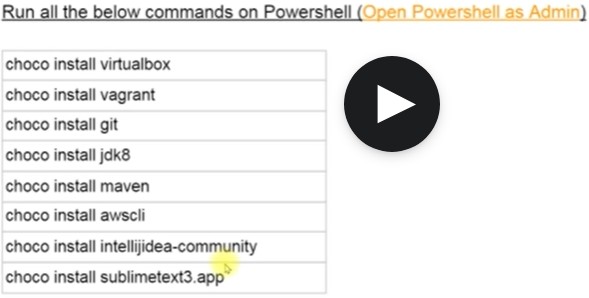 Run all the below commands on Powershell (Open Powershell as Admin)
choco install virtualbox
choco install vagrant
choco install git
choco install jdk8
choco install maven
choco install awscli
choco install intellijidea-community
choco install sublimetext3.app